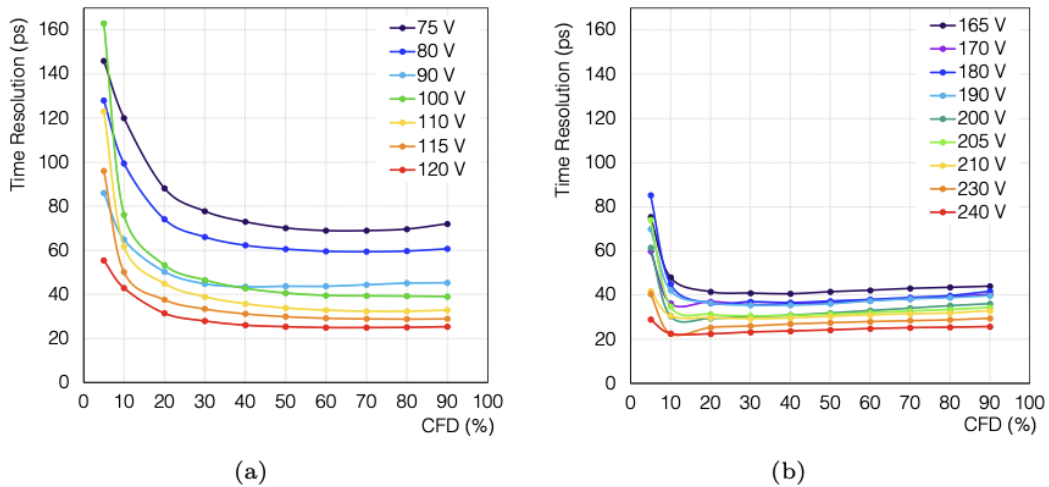 Time Resolution (ps)
160
140
120
100
80
60
40
20
0
0 10 20 30 40 50 60 70 80 90 100
CFD (%)
75 V
80 V
90 V
100 V
110 V
115 V
120 V
(a)
Time Resolution (ps)
160
140
120
100
80
60
40
20
0
0 10 20 30 40 50 60 70 80 90 100
CFD (%)
165 V
170 V
180 V
190 V
200 V
205 V
210 V
230 V
240 V
(b)